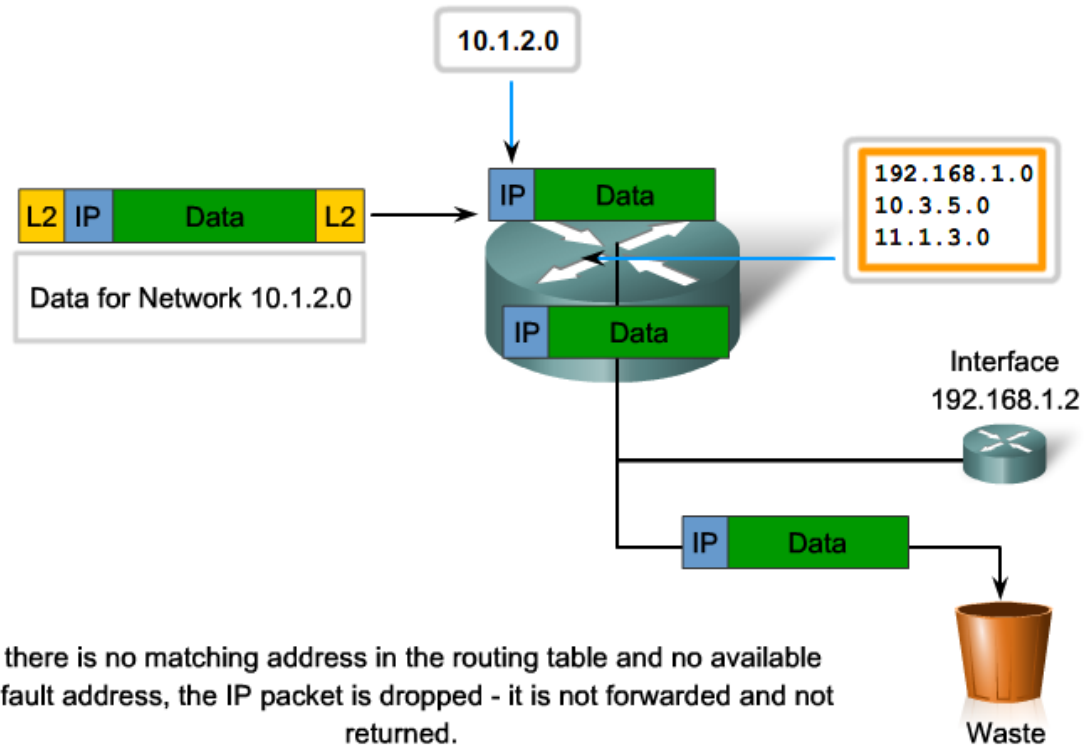 10.1.2.0
IP Data
192.168.1.0
10.3.5.0
11.1.3.0
L2 IP Data L2
Data for Network 10.1.2.0
IP Data
Interface
192.168.1.2
IP Data
there is no matching address in the routing table and no available
fault address, the IP packet is dropped - it is not forwarded and not
returned.
Waste